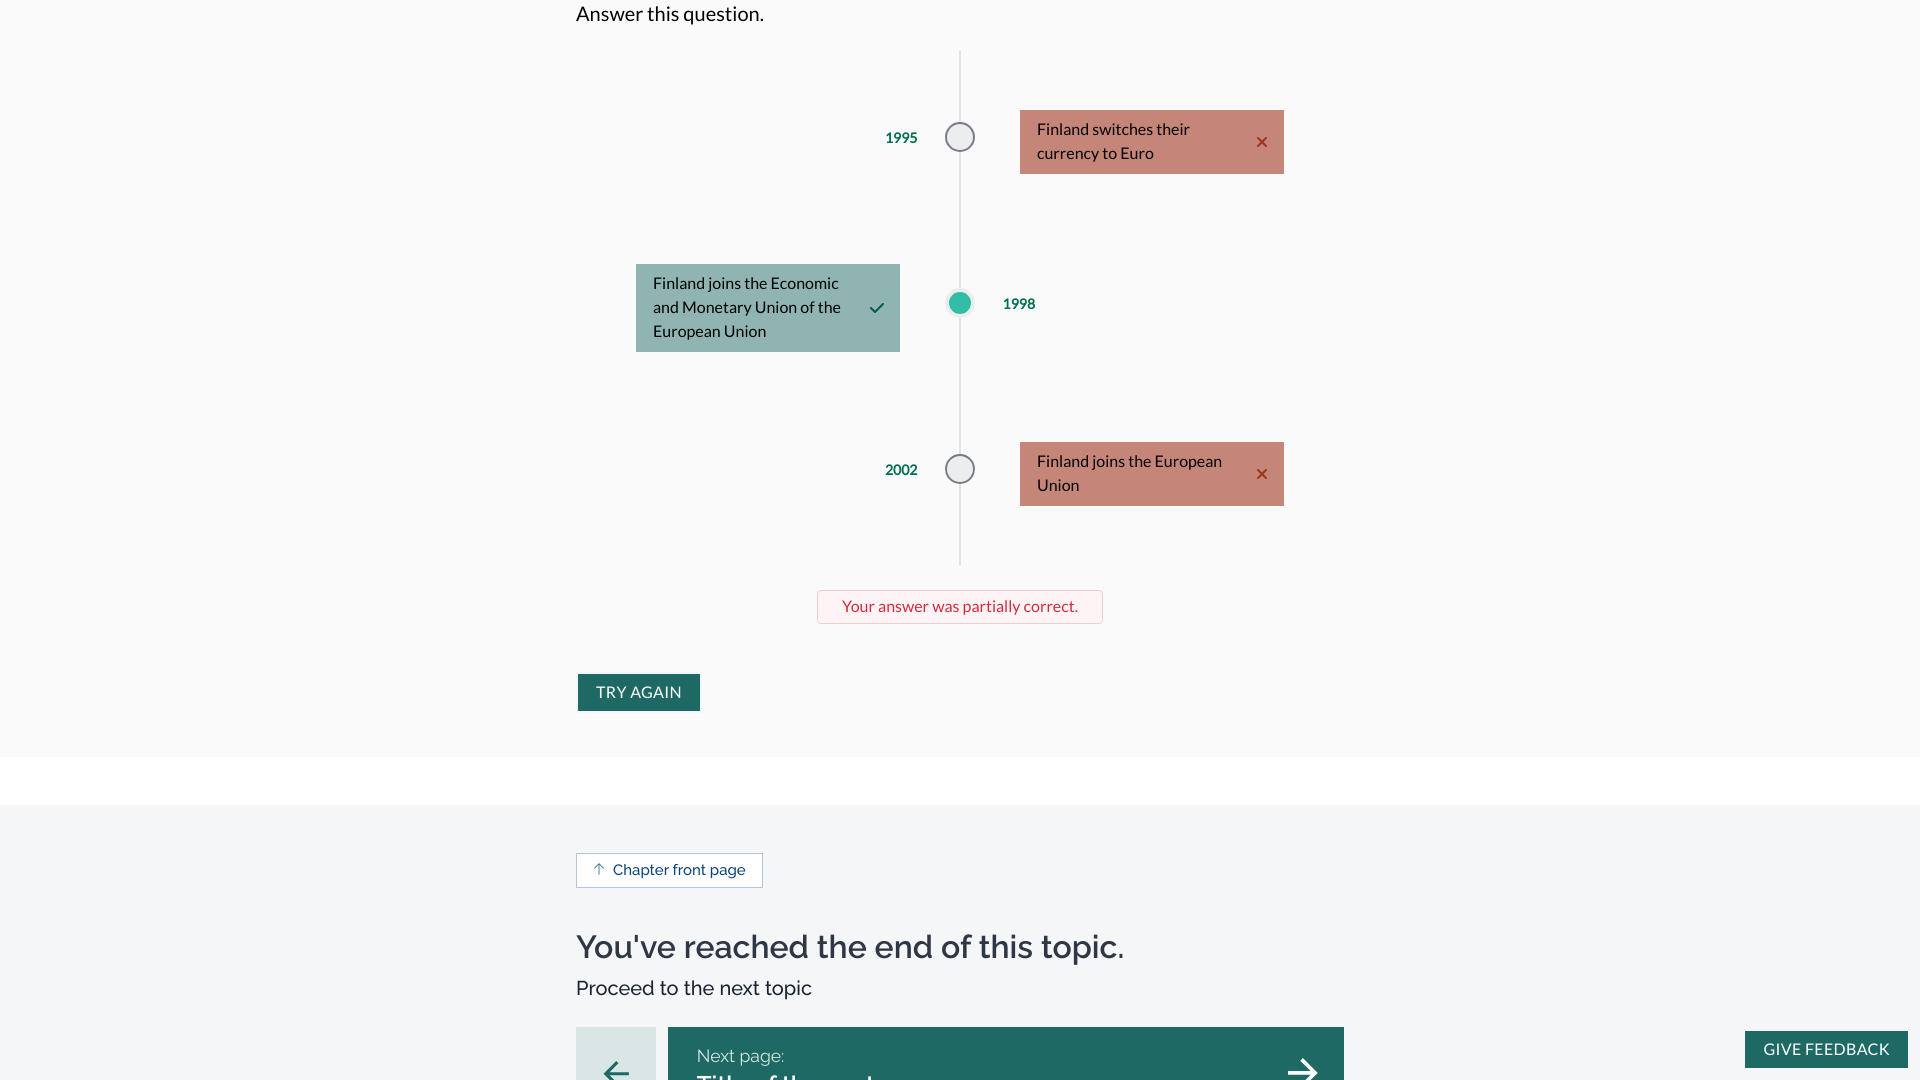 Answer this question.
1995
Finland switches their
currency to Euro
Finland joins the Economic
and Monetary Union of the
European Union
1998
2002
Finland joins the European
Union
Your answer was partially correct.
TRY AGAIN
Chapter front page
You've reached the end of this topic.
Proceed to the next topic
Next page:
GIVE FEEDBACK